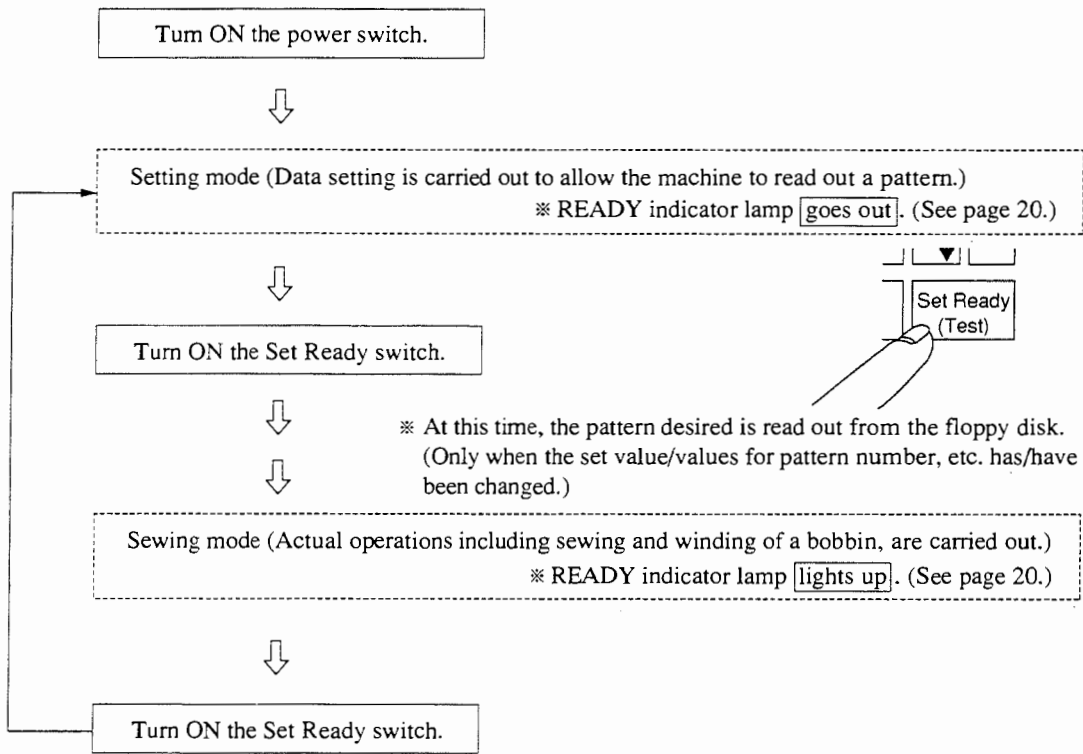 Turn ON the power switch.
Setting mode (Data setting is carried out to allow the machine to read out a pattern.)
※ READY indicator lamp goes out. (See page 20.)
Set Ready
(Test)
Turn ON the Set Ready switch.
※ At this time, the pattern desired is read out from the floppy disk.
(Only when the set value/values for pattern number, etc. has/have
been changed.)
Sewing mode (Actual operations including sewing and winding of a bobbin, are carried out.)
※ READY indicator lamp lights up. (See page 20.)
Turn ON the Set Ready switch.